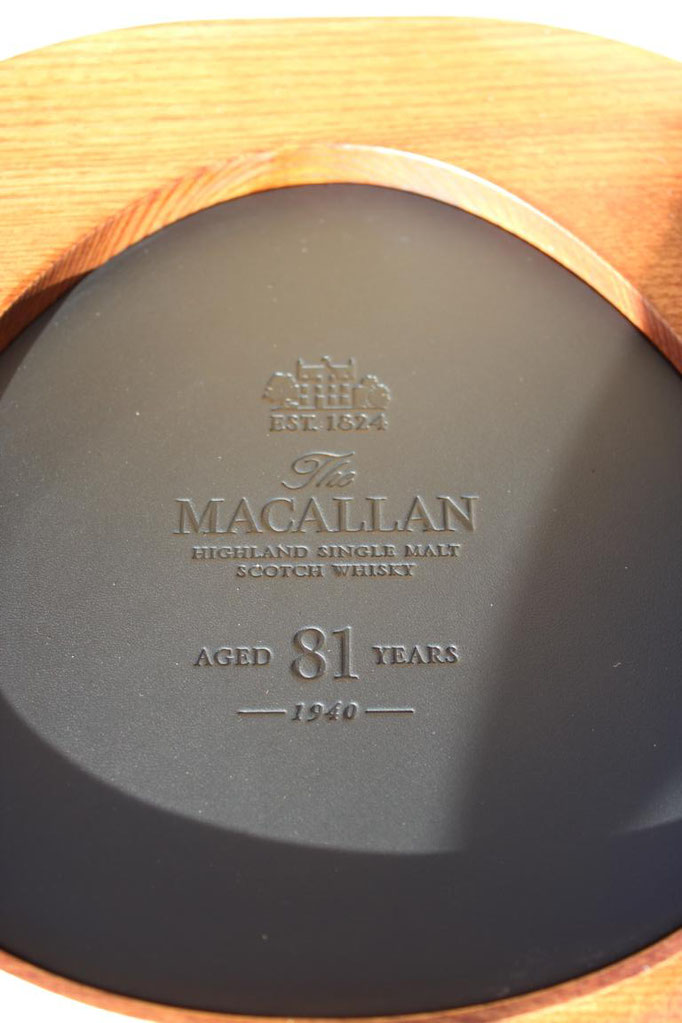 EST. 1824
The
MACALLAN
HIGHLAND SINGLE MALT
SCOTCH WHISKY
AGED 81 YEARS
1940